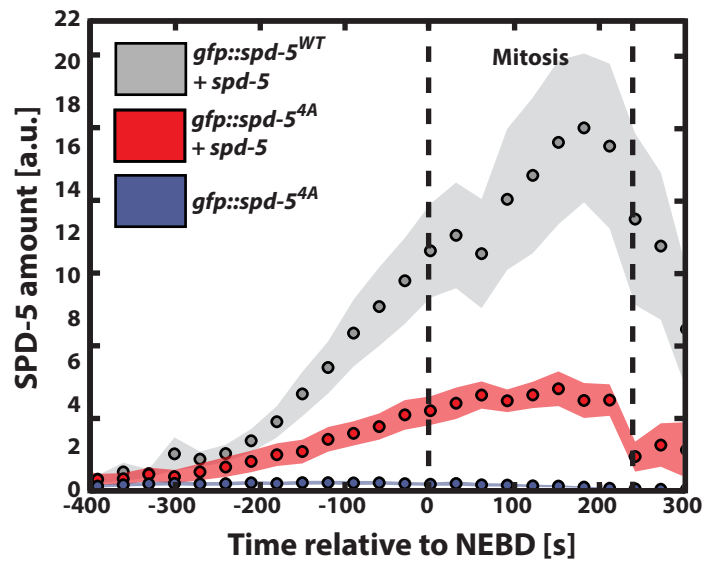 22
20
18
16
14
12
10
8
6
4
2
0
SPD-5 amount [a.u.]
gfp::spd-5WT
+ spd-5
gfp::spd-54A
+ spd-5
gfp::spd-54A
Mitosis
-400 -300 -200 -100 0 100 200 300
Time relative to NEBD [s]